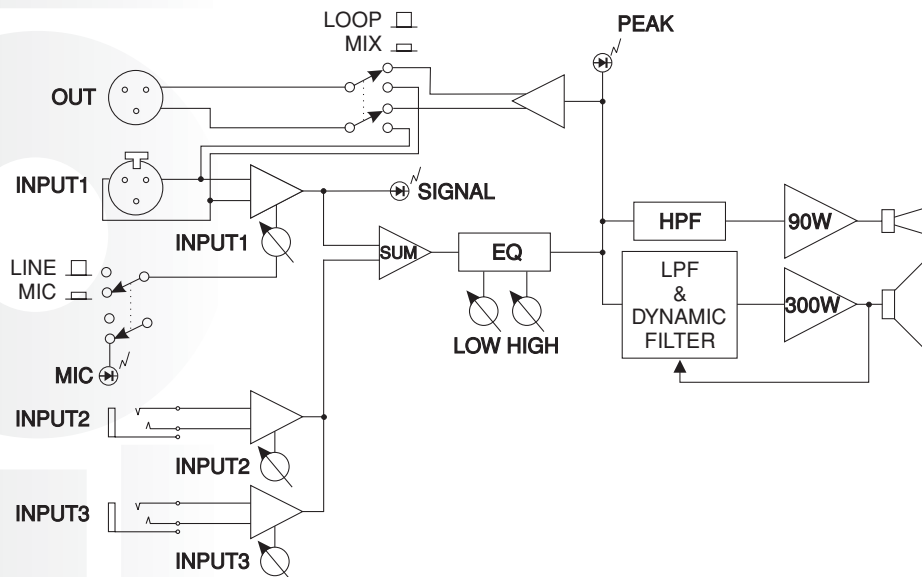 LOOP
MIX
PEAK
OUT
INPUT1
SIGNAL
INPUT1
HPF
90W
LINE
MIC
SUM
EQ
LPF
&
DYNAMIC
FILTER
300W
LOW HIGH
MIC
INPUT2
INPUT2
INPUT3
INPUT3